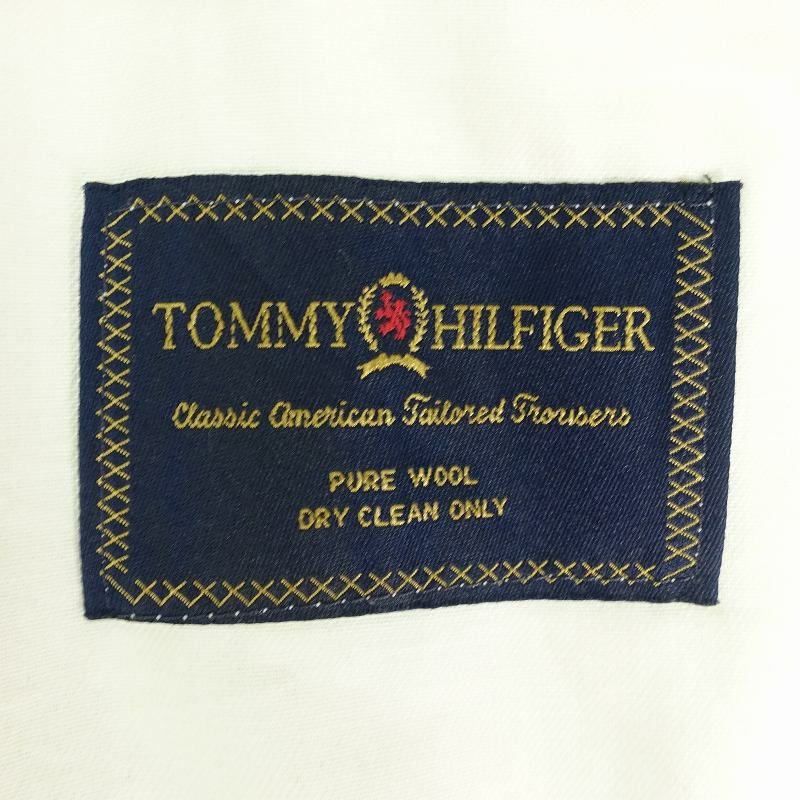 TOMMY HILFIGER
Classic American Tailored Trousers
PURE WOOL
DRY CLEAN ONLY